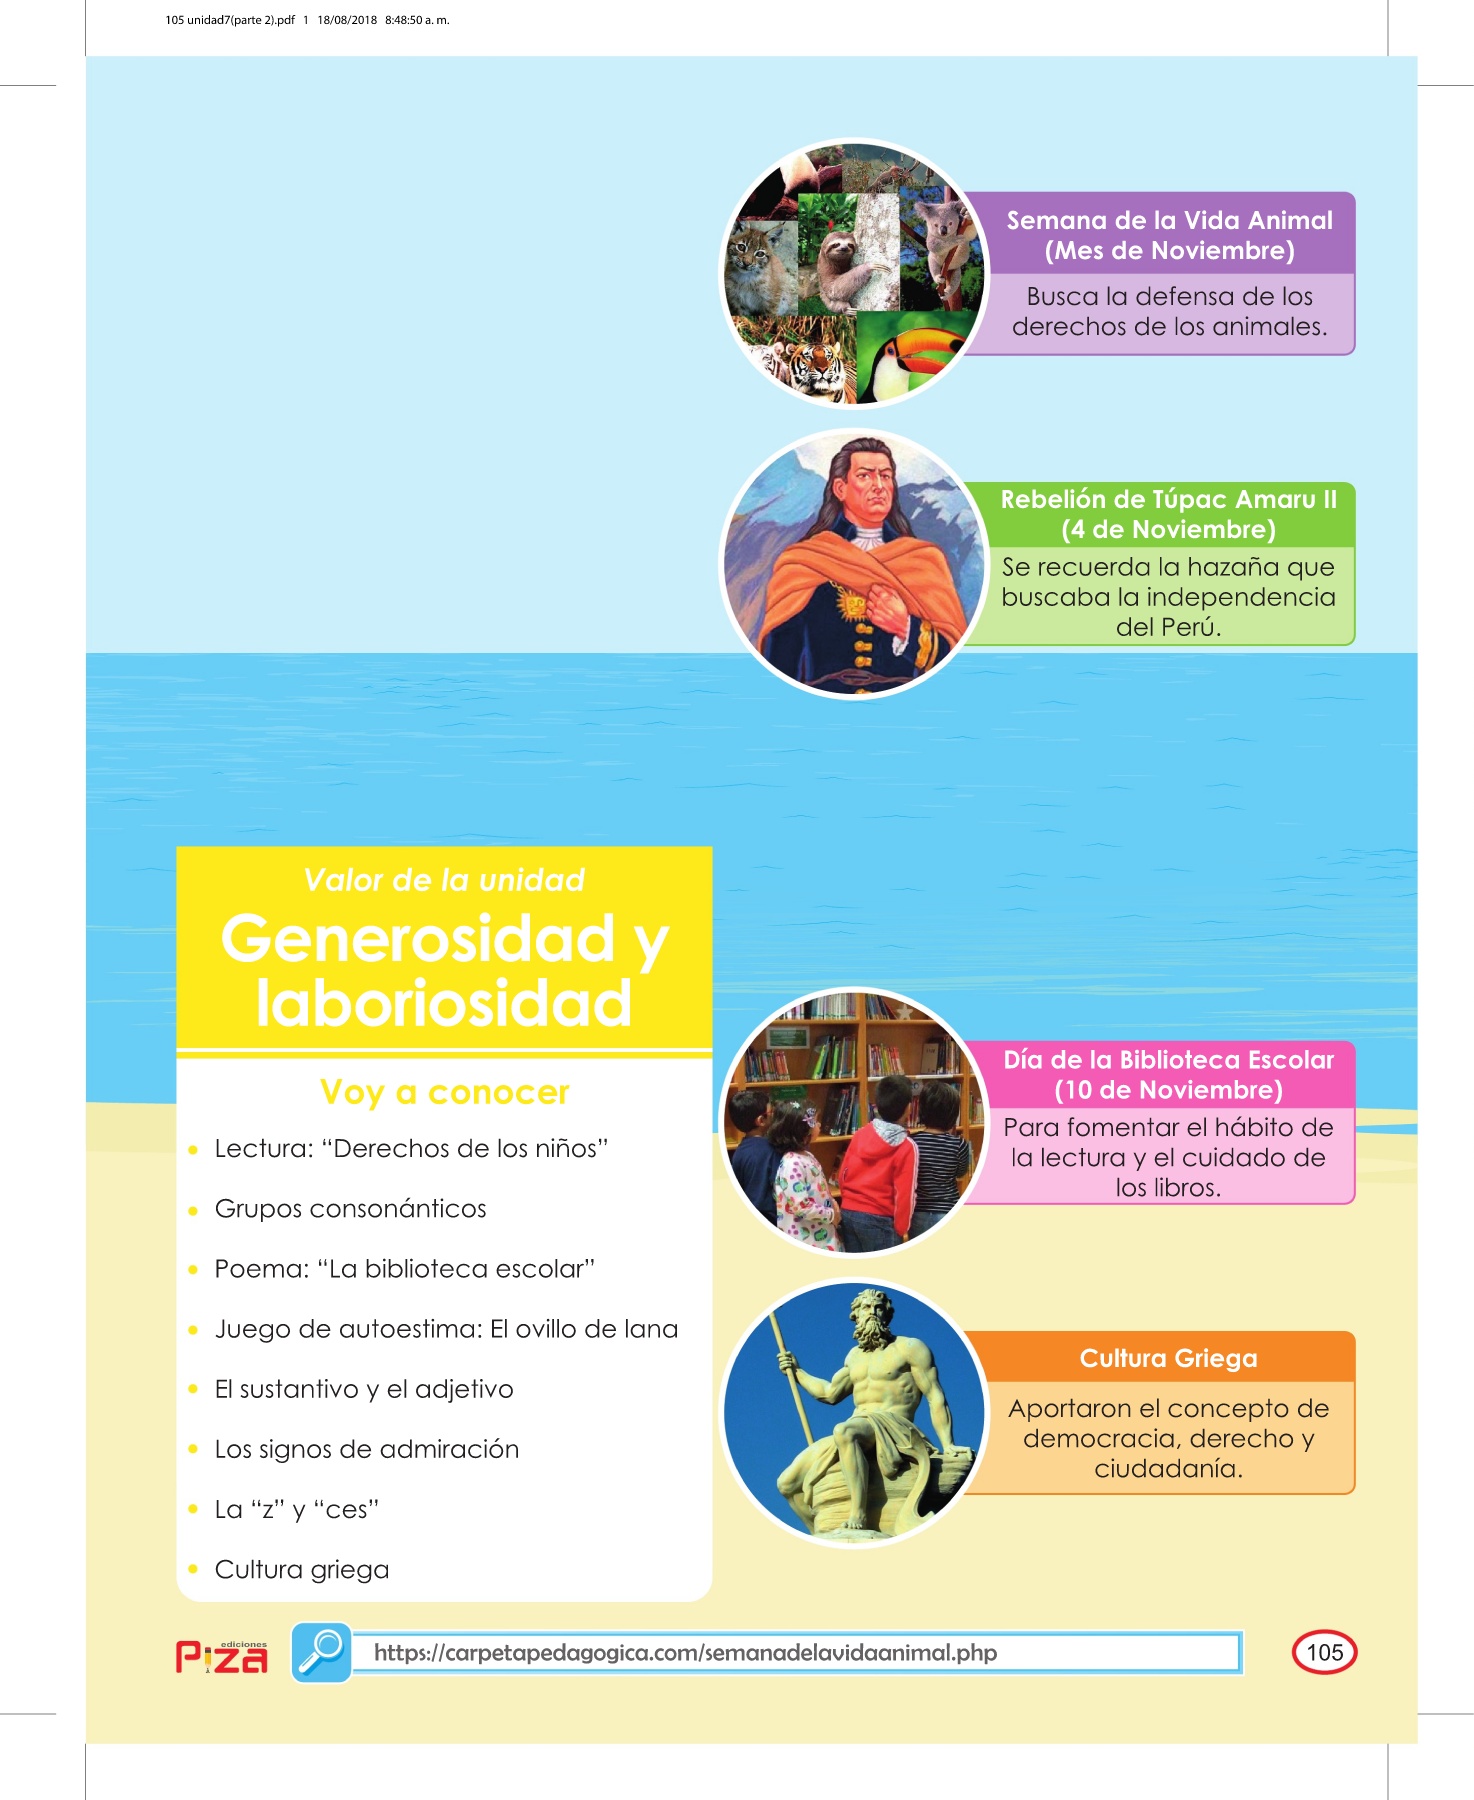 105 unidad7(parte 2).pdf 1 18/08/2018 8:48:50 a. m.
Semana de la Vida Animal
(Mes de Noviembre)
Busca la defensa de los
derechos de los animales.
Rebelión de Túpac Amaru II
(4 de Noviembre)
Se recuerda la hazaña que
buscaba la independencia
del Perú.
Valor de la unidad
Generosidad y
laboriosidad
Voy a conocer
• Lectura: “Derechos de los niños”
• Grupos consonánticos
• Poema: “La biblioteca escolar”
• Juego de autoestima: El ovillo de lana
• El sustantivo y el adjetivo
• Los signos de admiración
• La “z” y “ces”
• Cultura griega
Día de la Biblioteca Escolar
(10 de Noviembre)
Para fomentar el hábito de
la lectura y el cuidado de
los libros.
Cultura Griega
Aportaron el concepto de
democracia, derecho y
ciudadanía.
ediciones
Piza
https://carpetapedagogica.com/semanadelavidaanimal.php
105